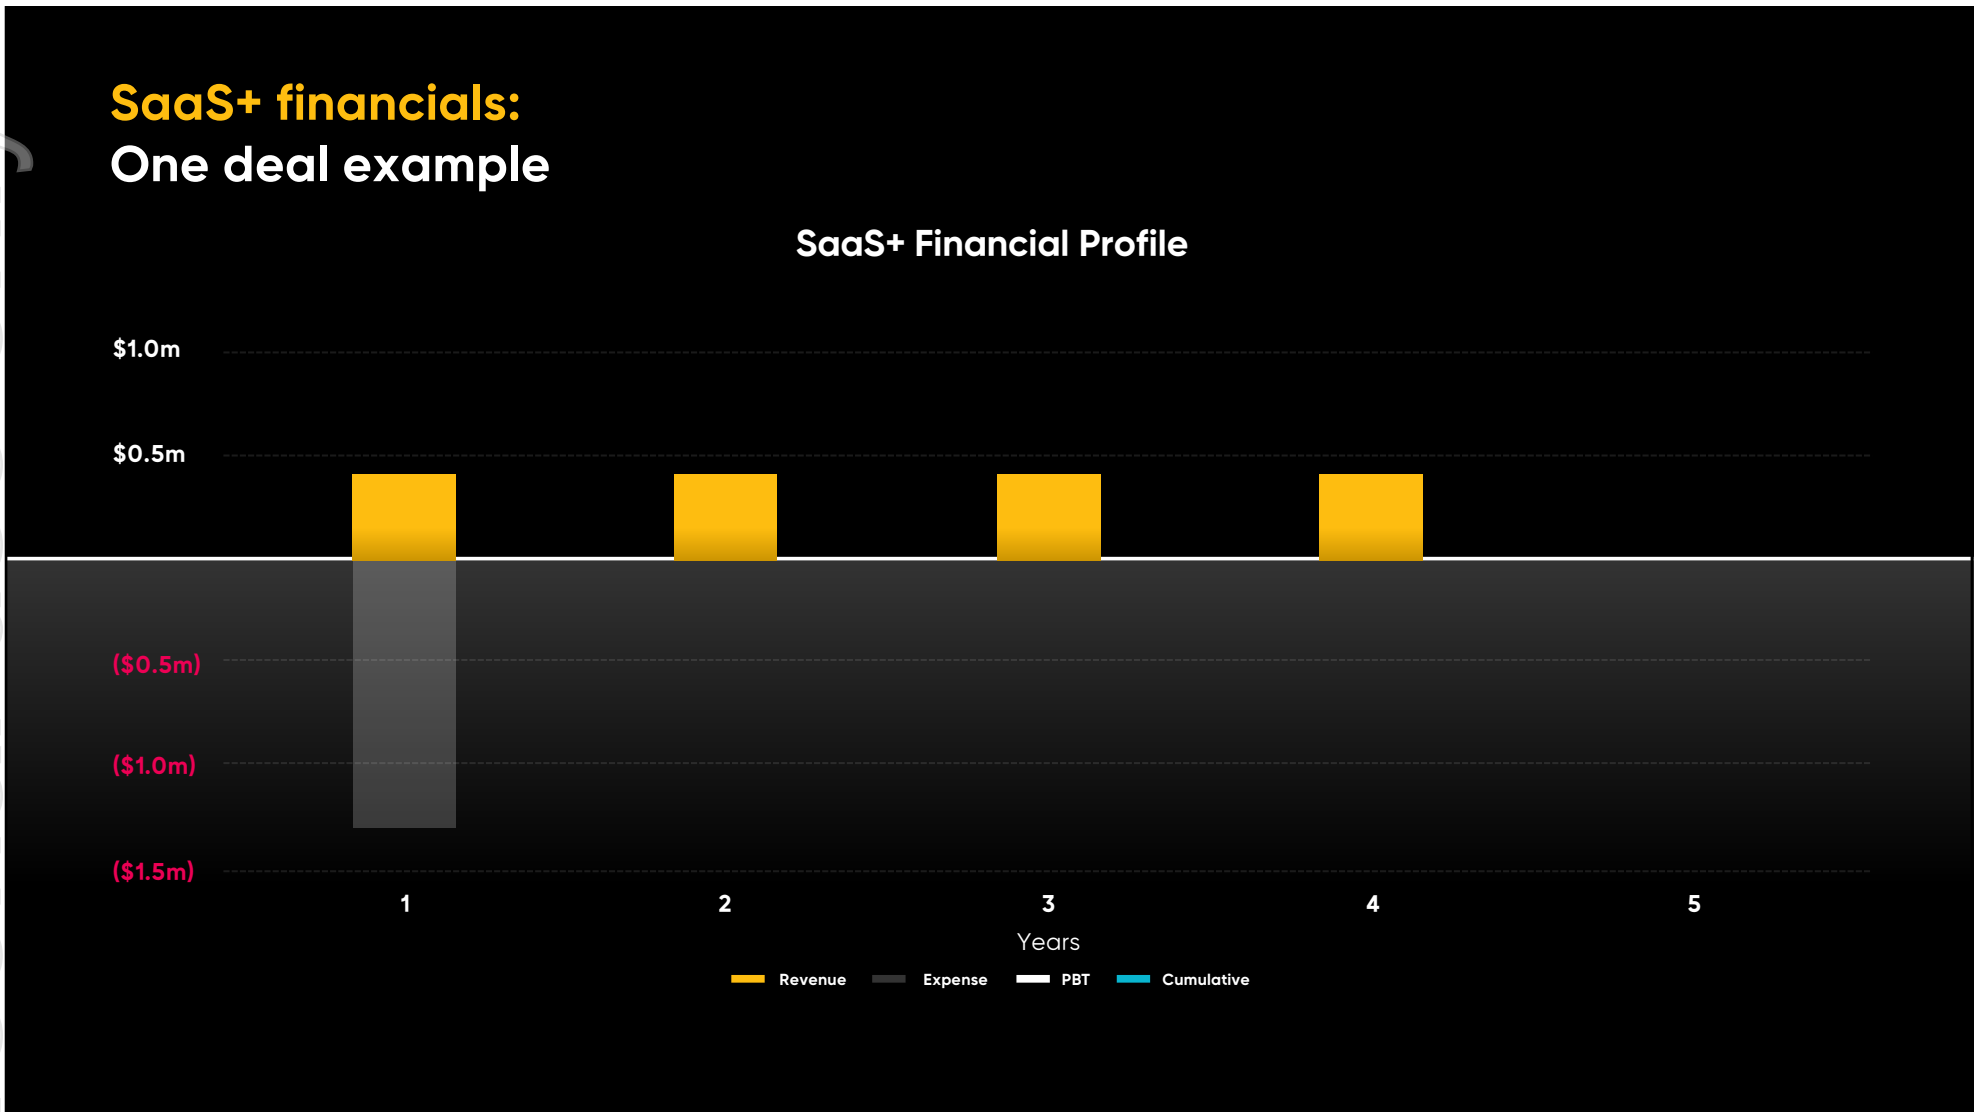 SaaS+ financials:
One deal example
SaaS+ Financial Profile
$1.0m
$0.5m
($0.5m)
($1.0m)
($1.5m)
1 2 3 4 5
Years
Revenue Expense PBT Cumulative